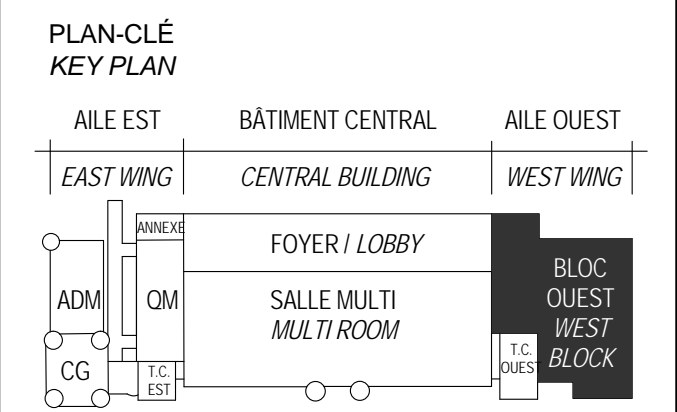 PLAN-CLÉ
KEY PLAN
AILE EST
BÂTIMENT CENTRAL
AILE OUEST
EAST WING
CENTRAL BUILDING
WEST WING
ANNEXE
FOYER / LOBBY
ADM
QM
SALLE MULTI
MULTI ROOM
BLOC
OUEST
WEST
BLOCK
CG
T.C.
EST
T.C.
OUEST